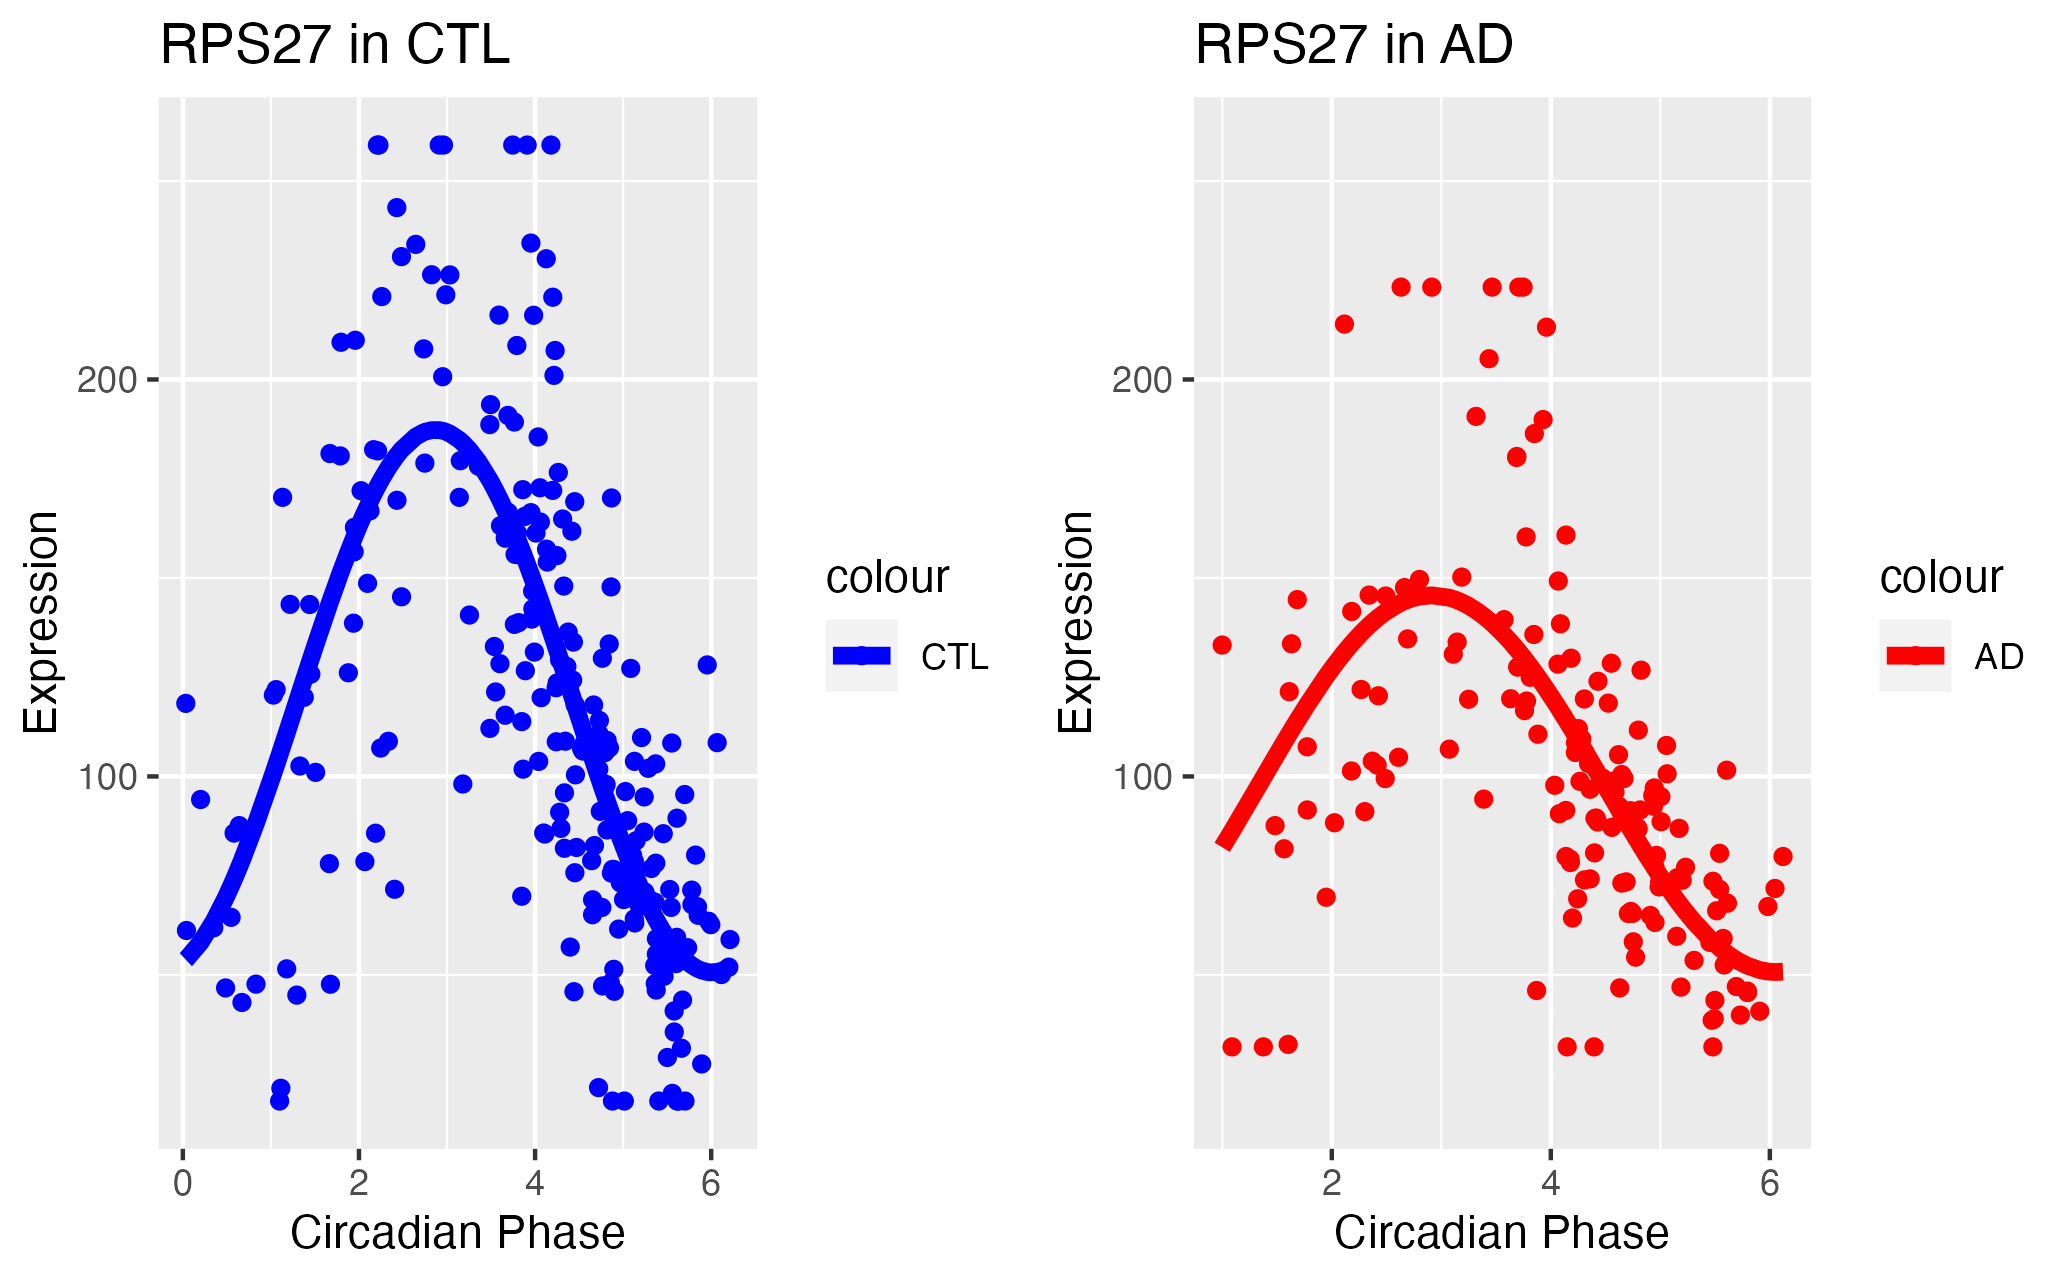 RPS27 in CTL
Expression
200
100
0 2 4 6
Circadian Phase
colour
CTL
RPS27 in AD
Expression
200
100
2 4 6
Circadian Phase
colour
AD